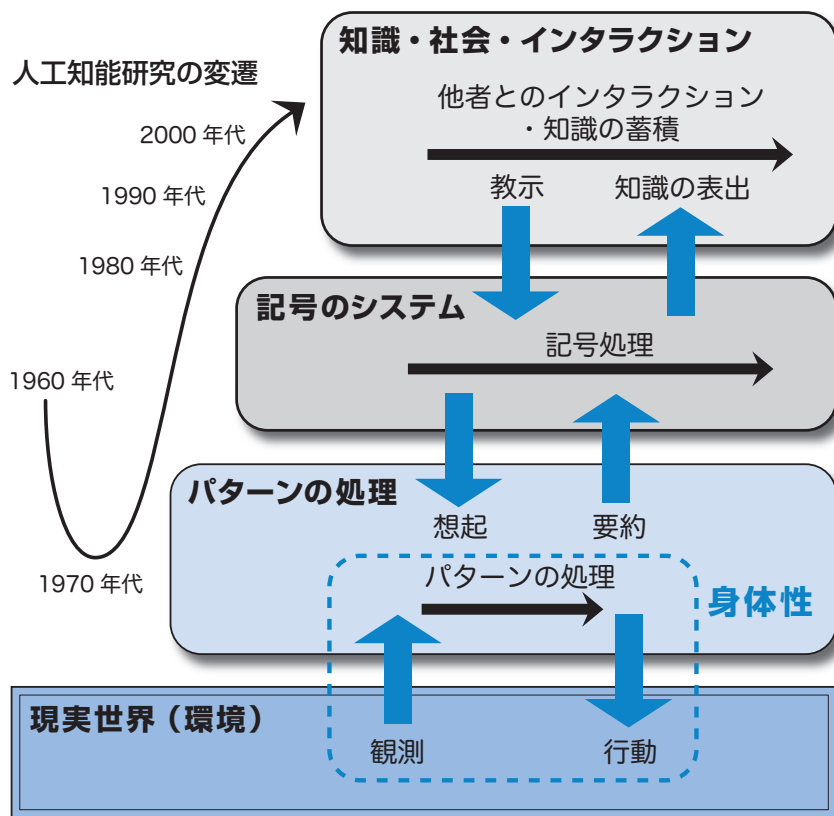 知識・社会・インタラクション
人工知能研究の変遷
他者とのインタラクション
・知識の蓄積
2000 年代
教示
知識の表出
1990 年代
1980 年代
記号のシステム
記号処理
1960 年代
パターンの処理
想起
要約
1970 年代
パターンの処理
身体性
現実世界（環境）
観測
行動